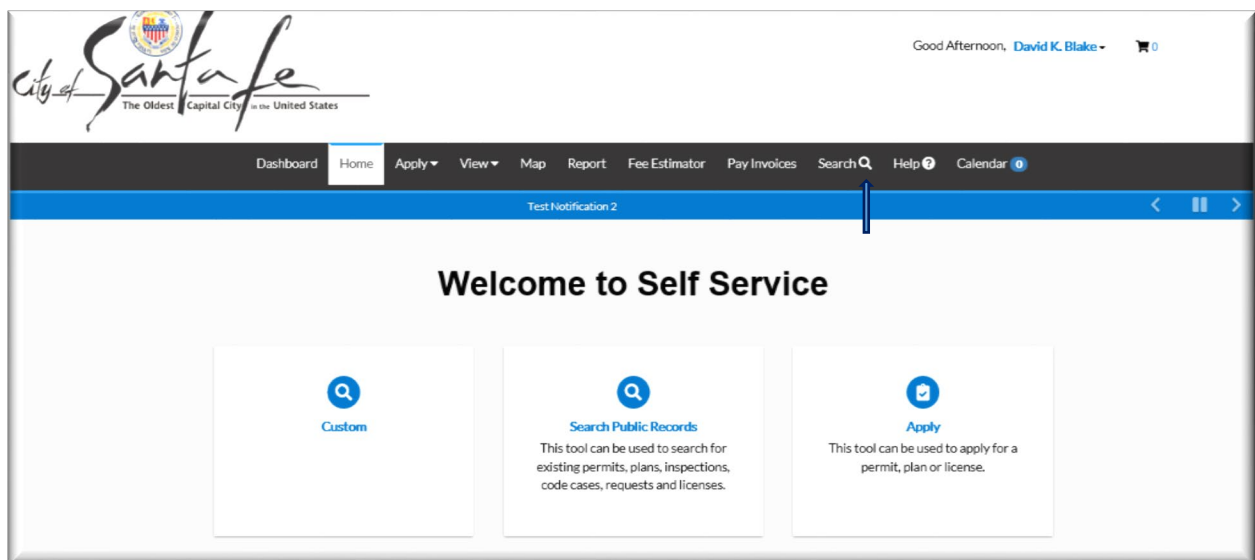 City of Santa Fe
The Oldest Capital City in the United States
Good Afternoon, David K. Blake
0
Dashboard Home Apply View Map Report Fee Estimator Pay Invoices Search Help ? Calendar 0
Test Notification 2
Welcome to Self Service
Custom
Search Public Records
This tool can be used to search for
existing permits, plans, inspections,
code cases, requests and licenses.
Apply
This tool can be used to apply for a
permit, plan or license.